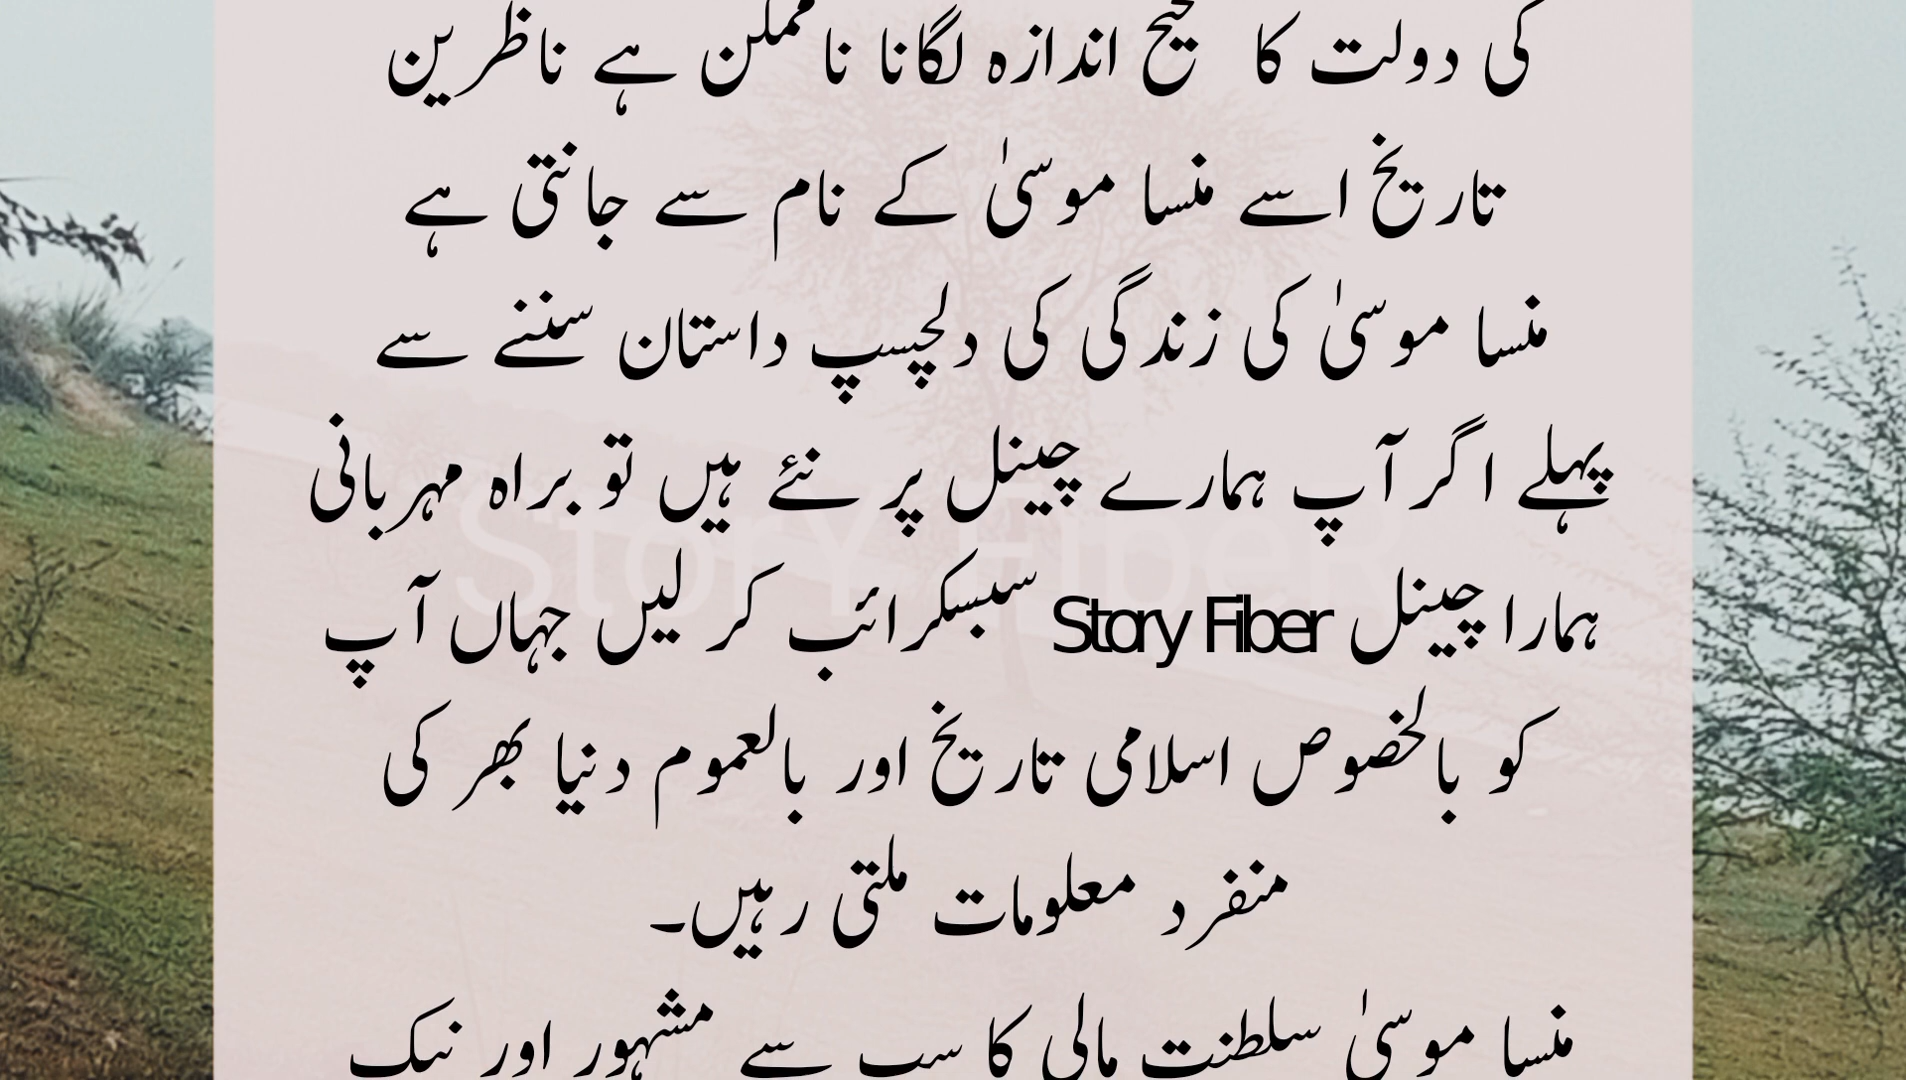 کی دولت کا صحیح اندازہ لگانا ناممکن ہے ناظرین
تاریخ اسے منسا موسیٰ کے نام سے جانتی ہے
منسا موسیٰ کی زندگی کی دلچسپ داستان سننے سے
پہلے اگر آپ ہمارے چینل پر نئے ہیں تو براہ مہربانی
ہمارا چینل Story Fiber سبسکرائب کر لیں جہاں آپ
کو بالخصوص اسلامی تاریخ اور بالعموم دنیا بھر کی
منفرد معلومات ملتی رہیں۔
منسا موسیٰ سلطنت مالی کا سب سے مشہور اور نیک
Story FibeR